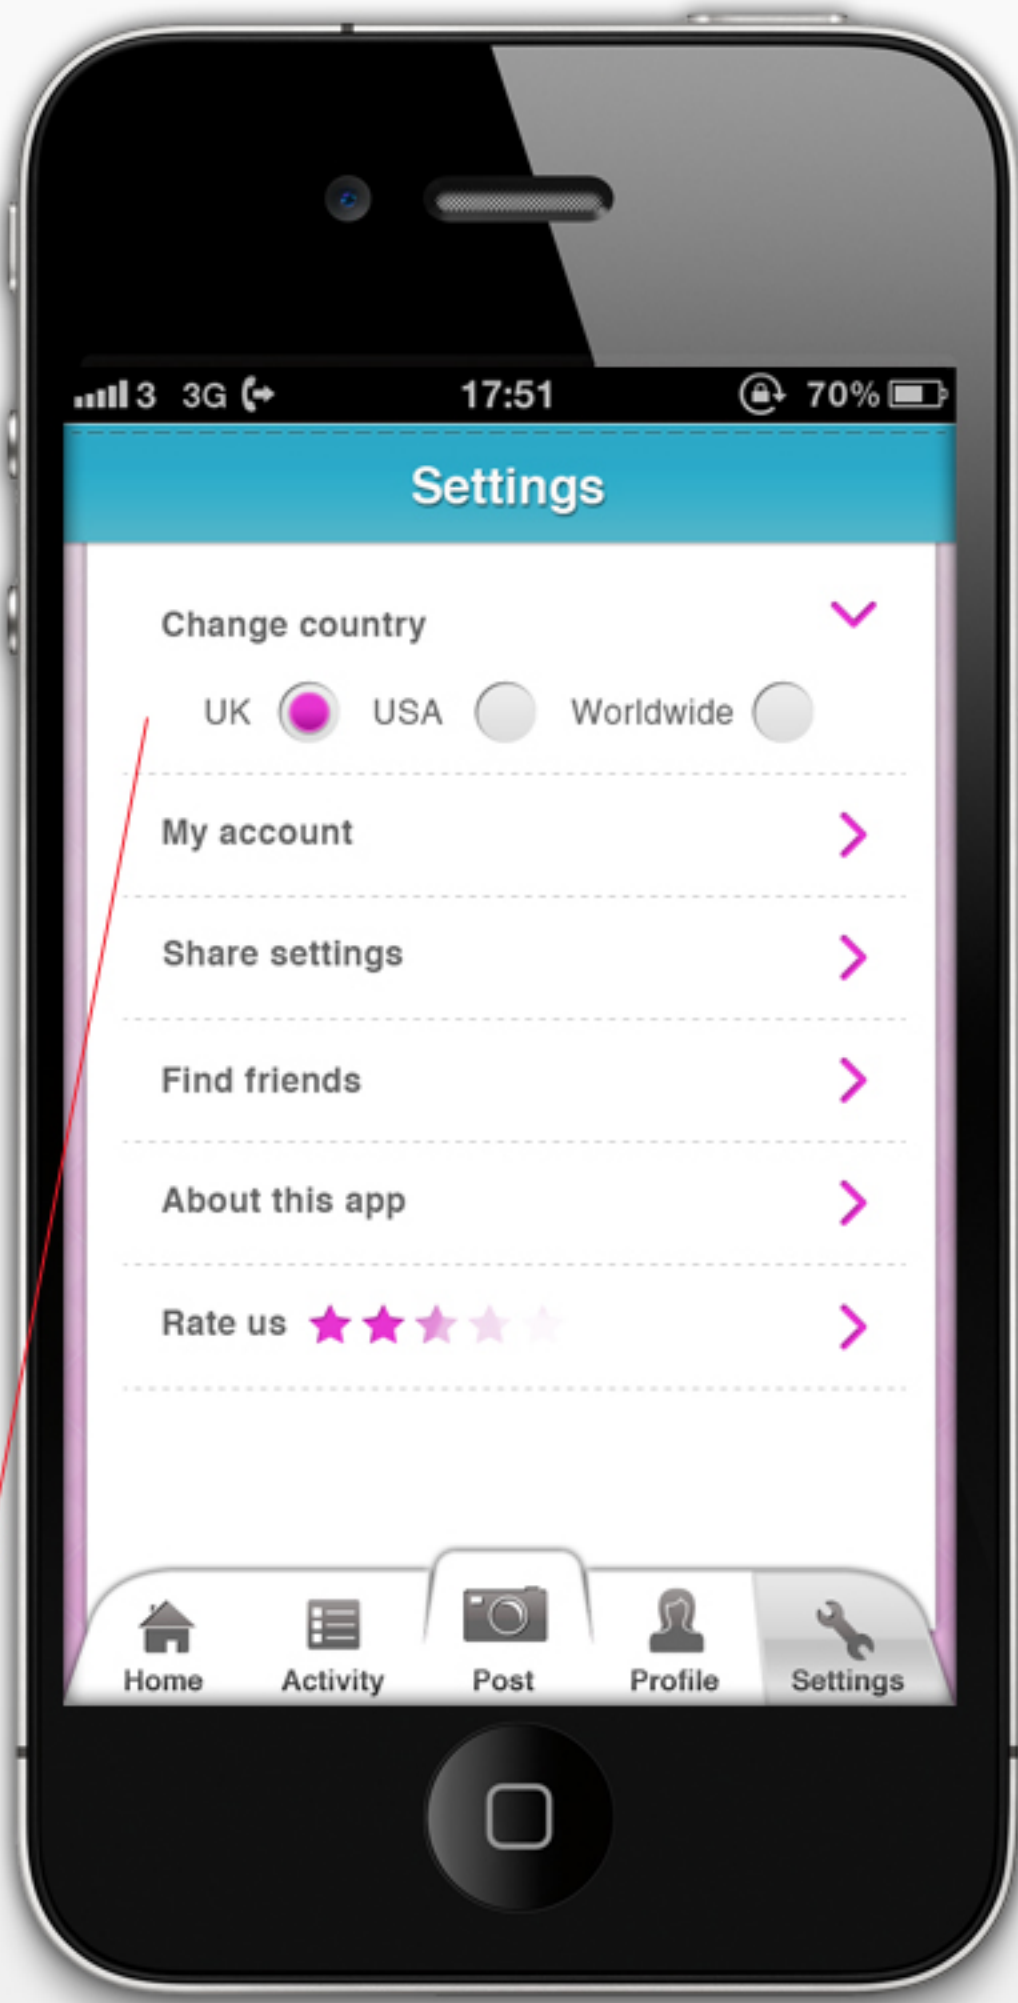 3 3G 17:51 70%
Settings
Change country
UK USA Worldwide
My account
Share settings
Find friends
About this app
Rate us
Home Activity Post Profile Settings